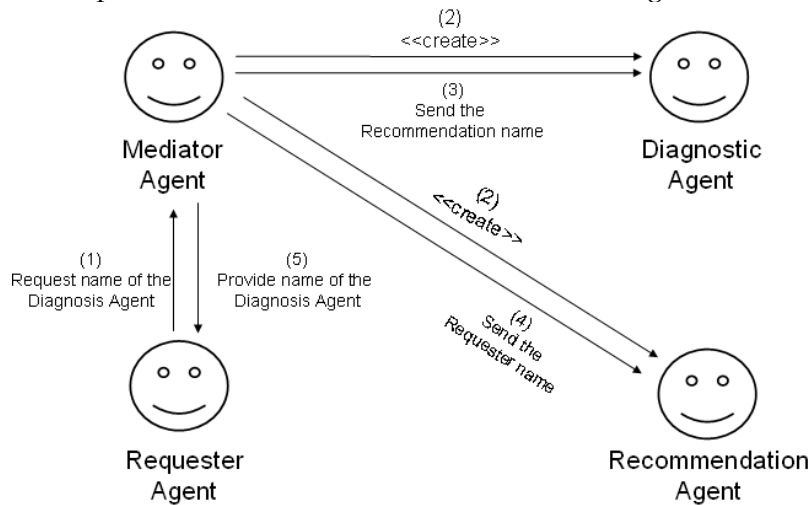 (2)
<<create>>
(3)
Send the
Recommendation name
Mediator
Agent
Diagnostic
Agent
(2)
<<create>>
(1)
Request name of the
Diagnosis Agent
(5)
Provide name of the
Diagnosis Agent
(4)
Send the
Requester name
Requester
Agent
Recommendation
Agent